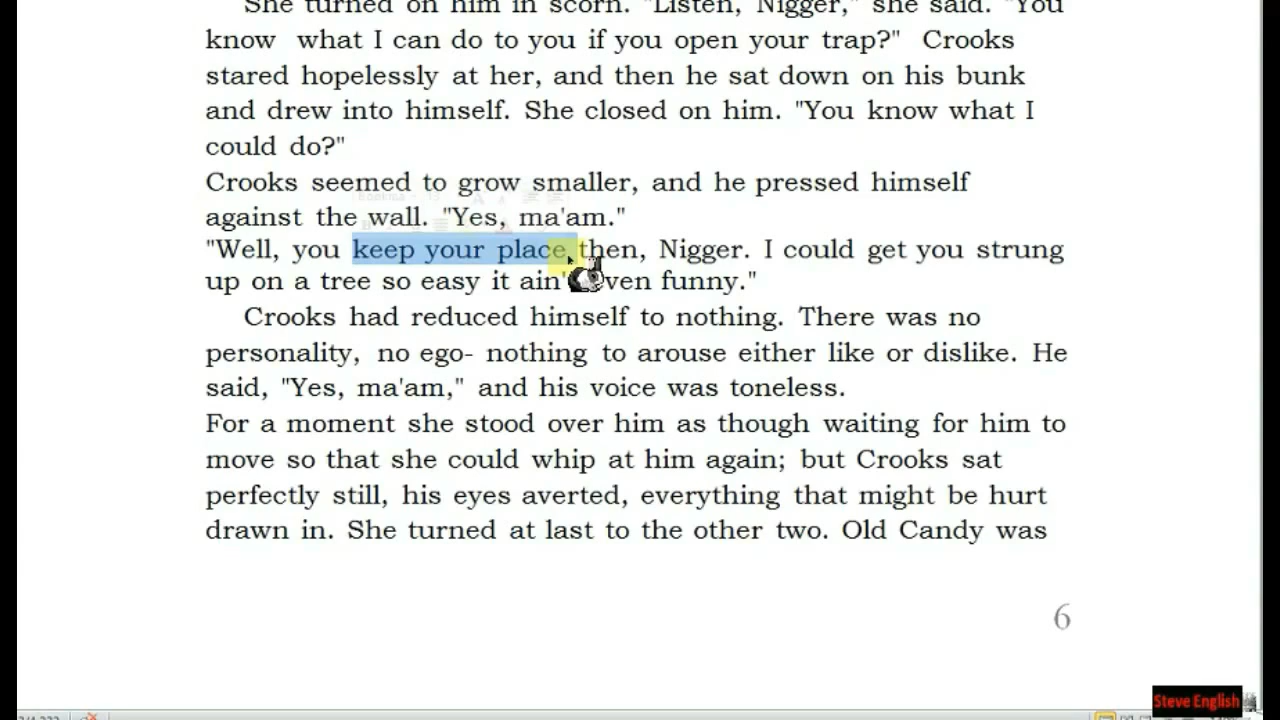 She turned on him in scorn. "Listen, Nigger," she said. "You
know what I can do to you if you open your trap?" Crooks
stared hopelessly at her, and then he sat down on his bunk
and drew into himself. She closed on him. "You know what I
could do?"
Crooks seemed to grow smaller, and he pressed himself
against the wall. "Yes, ma'am."
"Well, you keep your place then, Nigger. I could get you strung
up on a tree so easy it ain' ven funny."
Crooks had reduced himself to nothing. There was no
personality, no ego- nothing to arouse either like or dislike. He
said, "Yes, ma'am," and his voice was toneless.
For a moment she stood over him as though waiting for him to
move so that she could whip at him again; but Crooks sat
perfectly still, his eyes averted, everything that might be hurt
drawn in. She turned at last to the other two. Old Candy was
6
Steve English